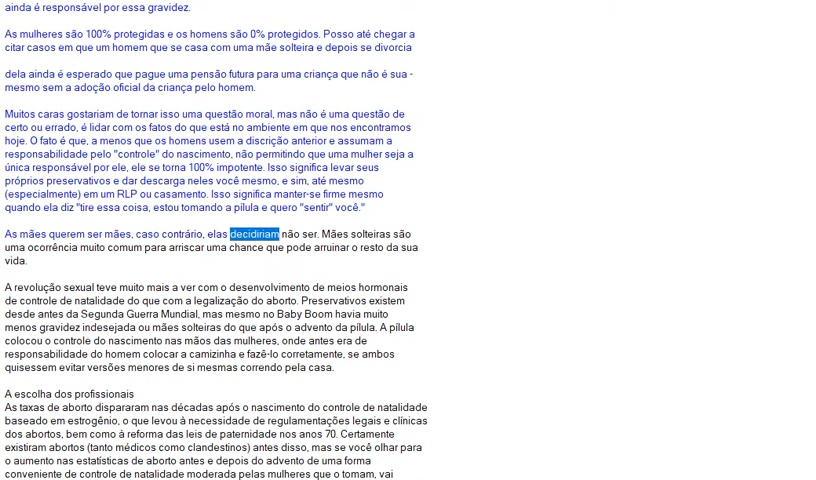 ainda é responsável por essa gravidez.
As mulheres são 100% protegidas e os homens são 0% protegidos. Posso até chegar a
citar casos em que um homem que se casa com uma mãe solteira e depois se divorcia
dela ainda é esperado que pague uma pensão futura para uma criança que não é sua -
mesmo sem a adoção oficial da criança pelo homem.
Muitos caras gostariam de tornar isso uma questão moral, mas não é uma questão de
certo ou errado, é lidar com os fatos do que está no ambiente em que nos encontramos
hoje. O fato é que, a menos que os homens usem a discrição anterior e assumam a
responsabilidade pelo "controle" do nascimento, não permitindo que uma mulher seja a
única responsável por ele, ele se torna 100% impotente. Isso significa levar seus
próprios preservativos e dar descarga neles você mesmo, e sim, até mesmo
(especialmente) em um RLP ou casamento. Isso significa manter-se firme mesmo
quando ela diz "tire essa coisa, estou tomando a pílula e quero "sentir" você."
As mães querem ser mães, caso contrário, elas decidiriam não ser. Mães solteiras são
uma ocorrência muito comum para arriscar uma chance que pode arruinar o resto da sua
vida.
A revolução sexual teve muito mais a ver com o desenvolvimento de meios hormonais
de controle de natalidade do que com a legalização do aborto. Preservativos existem
desde antes da Segunda Guerra Mundial, mas mesmo no Baby Boom havia muito
menos gravidez indesejada ou mães solteiras do que após o advento da pílula. A pílula
colocou o controle do nascimento nas mãos das mulheres, onde antes era de
responsabilidade do homem colocar a camizinha e fazê-lo corretamente, se ambos
quisessem evitar versões menores de si mesmas correndo pela casa.
A escolha dos profissionais
As taxas de aborto dispararam nas décadas após o nascimento do controle de natalidade
baseado em estrogênio, o que levou à necessidade de regulamentações legais e clínicas
dos abortos, bem como à reforma das leis de paternidade nos anos 70. Certamente
existiram abortos (tanto médicos como clandestinos) antes disso, mas se você olhar para
o aumento nas estatísticas de aborto antes e depois do advento de uma forma
conveniente de controle de natalidade moderada pelas mulheres que o tomam, vai